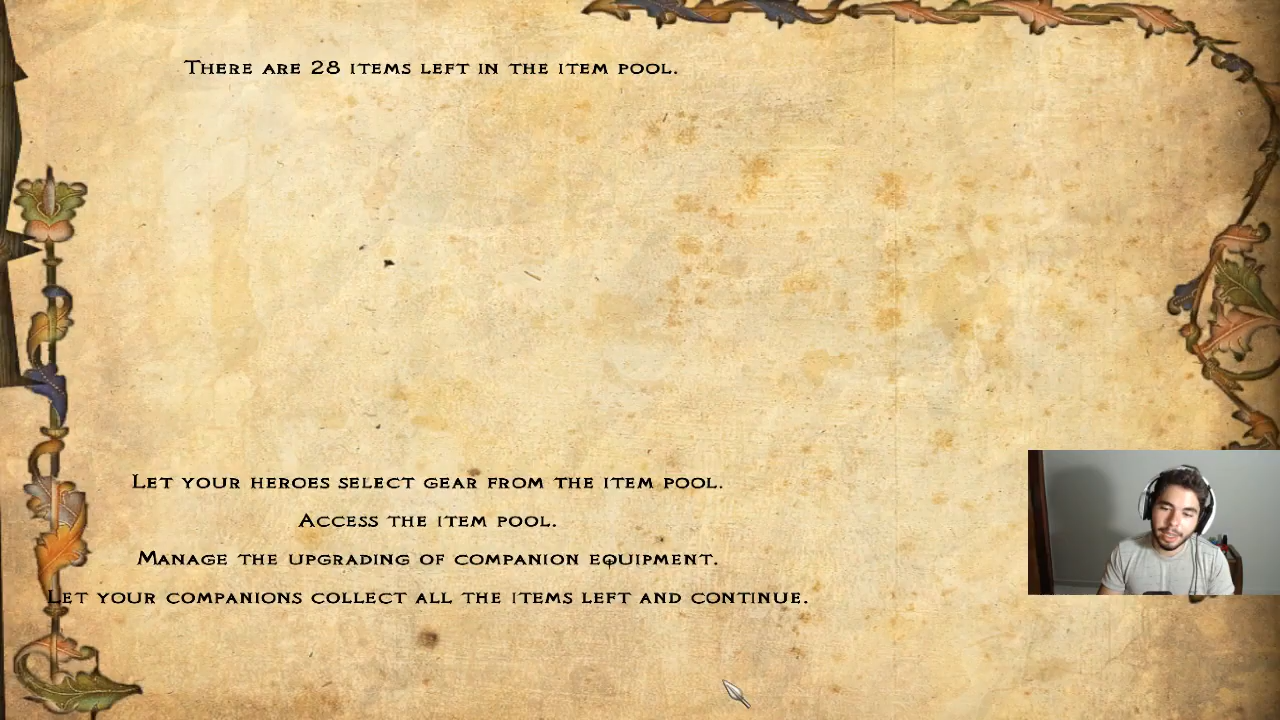 There are 28 items left in the item pool.
Let your heroes select gear from the item pool.
Access the item pool.
Manage the upgrading of companion equipment.
Let your companions collect all the items left and continue.